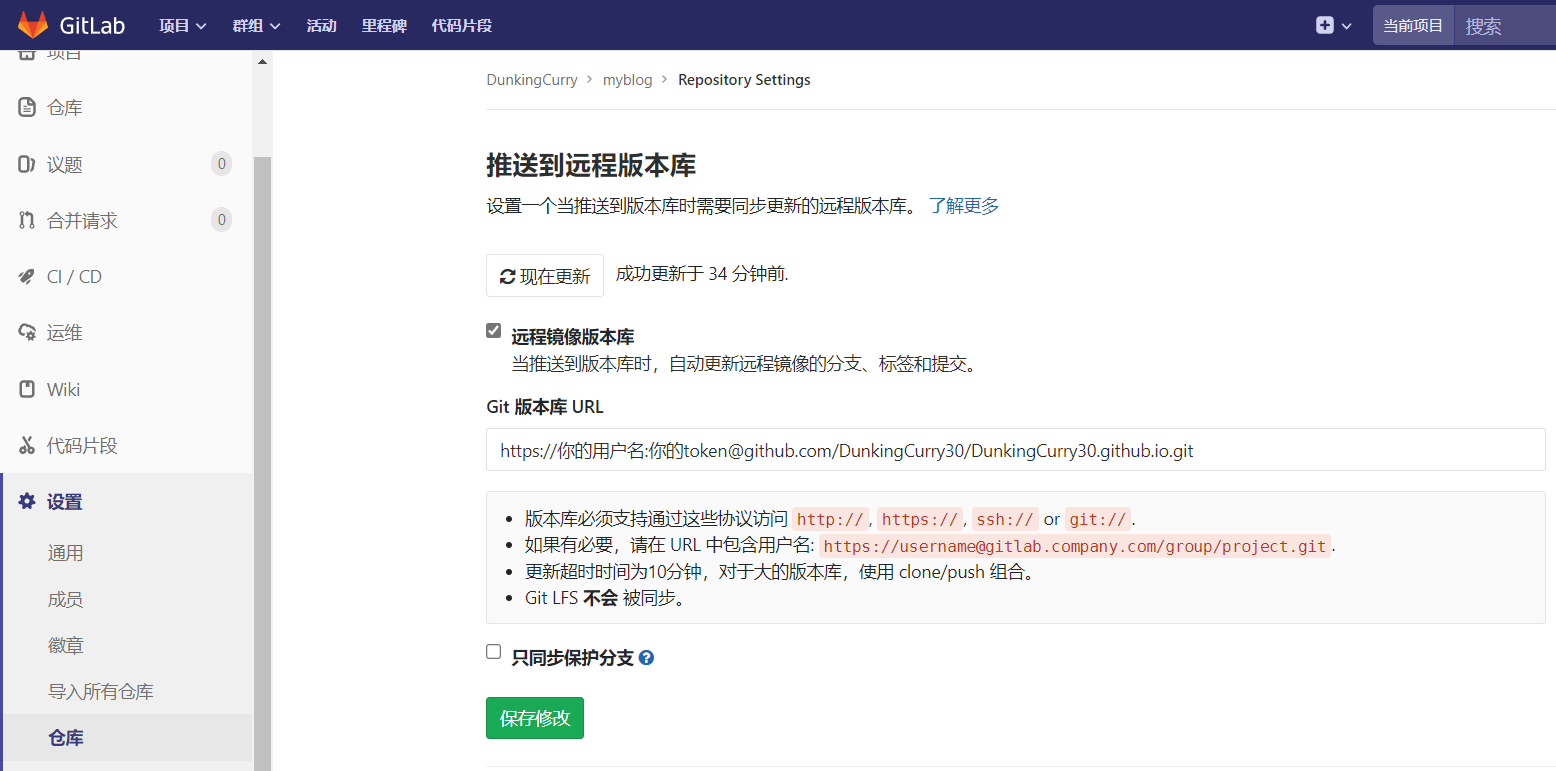 GitLab 项目 群组 活动 里程碑 代码片段 当前项目 搜索
项目
仓库
议题 0
合并请求 0
CI / CD
运维
Wiki
代码片段
设置
通用
成员
徽章
导入所有仓库
仓库
DunkingCurry > myblog > Repository Settings
推送到远程版本库
设置一个当推送到版本库时需要同步更新的远程版本库。 了解更多
现在更新 成功更新于 34 分钟前.
远程镜像版本库
当推送到版本库时，自动更新远程镜像的分支、标签和提交。
Git 版本库 URL
https://你的用户名:你的token@github.com/DunkingCurry30/DunkingCurry30.github.io.git
• 版本库必须支持通过这些协议访问 http://, https://, ssh:// or git://.
• 如果有必要，请在 URL 中包含用户名: https://username@gitlab.company.com/group/project.git.
• 更新超时时间为10分钟，对于大的版本库，使用 clone/push 组合。
• Git LFS 不会 被同步。
只同步保护分支 ?
保存修改